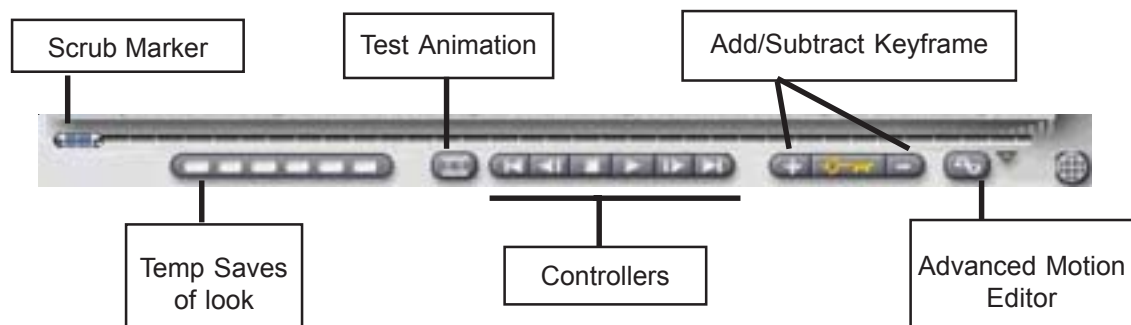 Scrub Marker
Test Animation
Add/Subtract Keyframe
Temp Saves
of look
Controllers
Advanced Motion
Editor